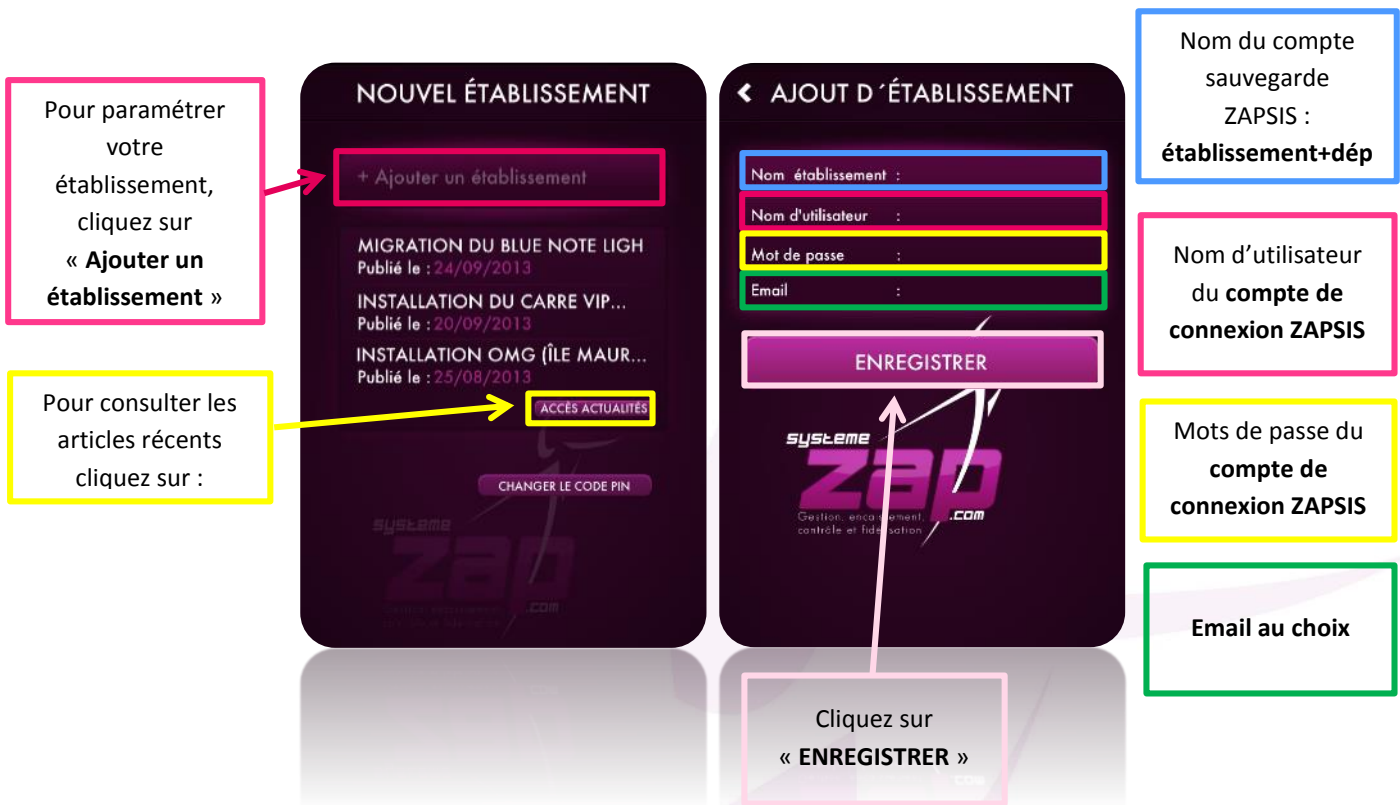 Pour paramétrer
votre
établissement,
cliquez sur
« Ajouter un
établissement »
Pour consulter les
articles récents
cliquez sur :
NOUVEL ÉTABLISSEMENT
+ Ajouter un établissement
MIGRATION DU BLUE NOTE LIGH
Publié le : 24/09/2013
INSTALLATION DU CARRE VIP...
Publié le : 20/09/2013
INSTALLATION OMG (ÎLE MAUR...
Publié le : 25/08/2013
ACCÈS ACTUALITÉS
CHANGER LE CODE PIN
systeme
zap
.com
AJOUT D´ÉTABLISSEMENT
Nom établissement :
Nom d'utilisateur :
Mot de passe :
Email :
ENREGISTRER
systeme
zap
.com
Gestion, encaissement,
contrôle et fidélisation
Cliquez sur
« ENREGISTRER »
Nom du compte
sauvegarde
ZAPSIS :
établissement+dép
Nom d’utilisateur
du compte de
connexion ZAPSIS
Mots de passe du
compte de
connexion ZAPSIS
Email au choix